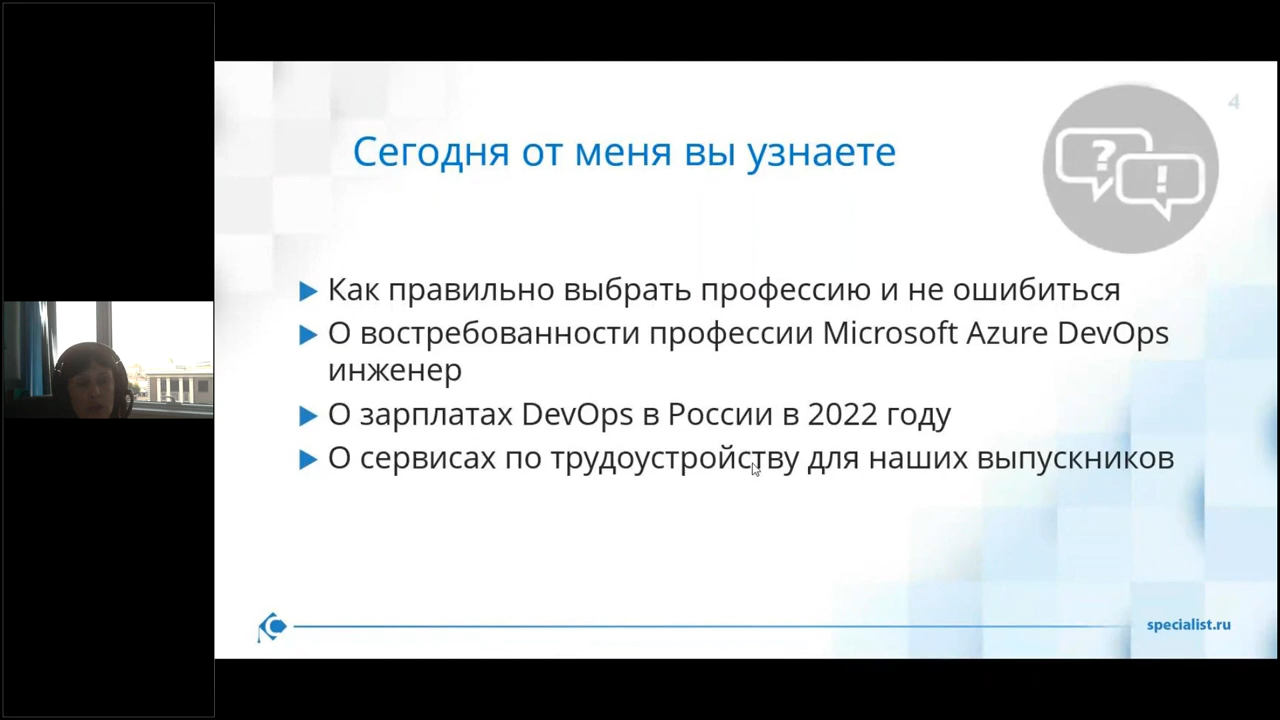 4
Сегодня от меня вы узнаете
? !
Как правильно выбрать профессию и не ошибиться
О востребованности профессии Microsoft Azure DevOps
инженер
О зарплатах DevOps в России в 2022 году
О сервисах по трудоустройству для наших выпускников
specialist.ru